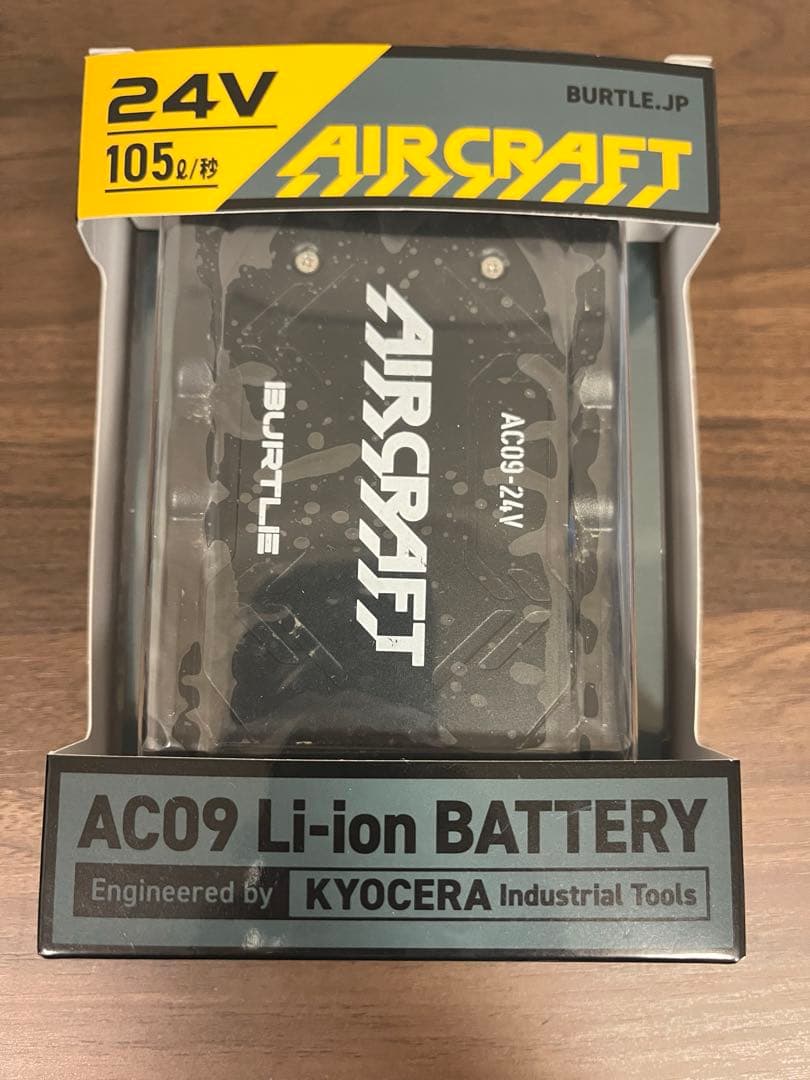 24V
105ℓ/秒
BURTLE.JP
AIRCRAFT
AC09-24V
AIRCRAFT
BURTLE
AC09 Li-ion BATTERY
Engineered by KYOCERA Industrial Tools